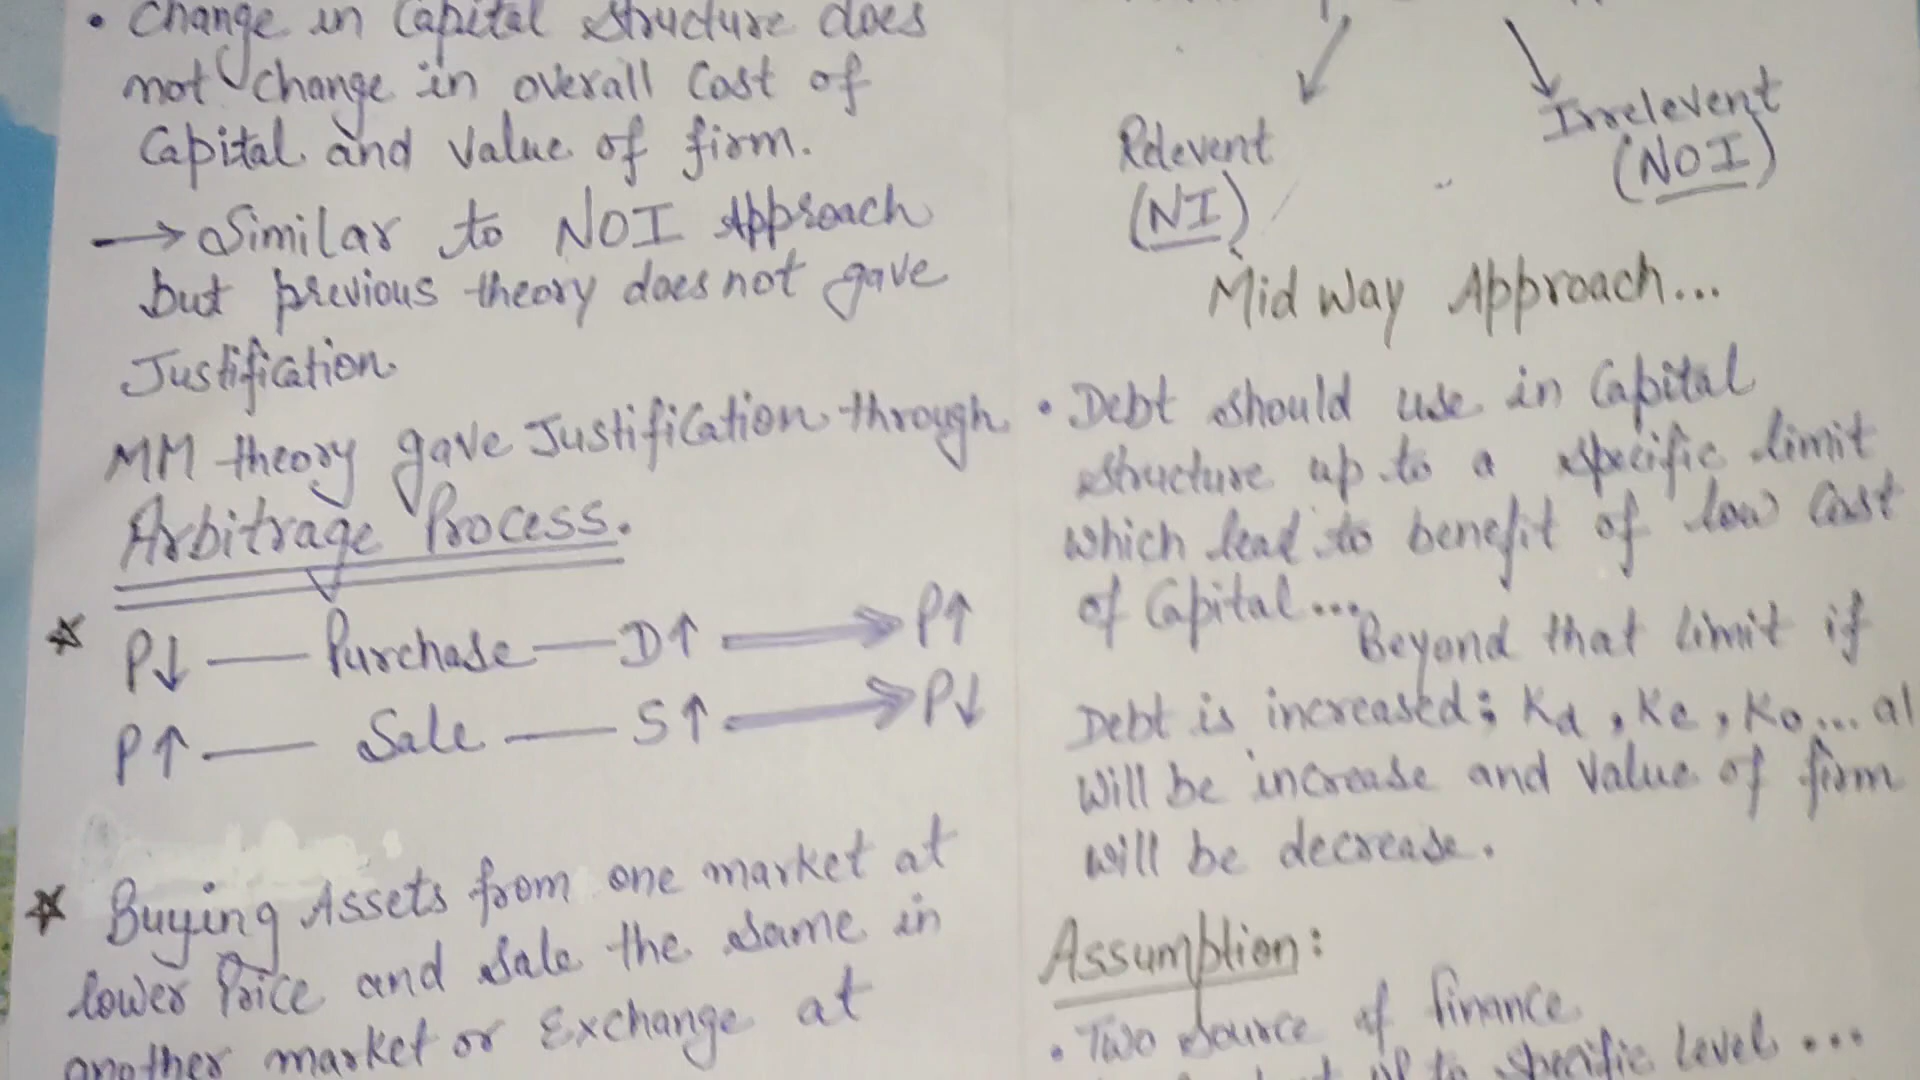 • Change in Capital Structure does
not change in overall Cost of
Capital and Value of firm.
→ Similar to NOI Approach
but previous theory does not gave
Justification.
MM theory gave Justification through
Arbitrage Process.
☆ P↓ — Purchase — D↑ ⇒ P↑
P↑ — Sale — S↑ ⇒ P↓
☆ Buying Assets from one market at
lower Price and Sale the same in
another market or Exchange at
Relevent
(NI)
Irrelevent
(NOI)
Mid Way Approach...
• Debt should use in Capital
structure up to a specific limit
which lead to benefit of low Cost
of Capital...
Beyond that limit if
Debt is increased; Kd, Ke, Ko... al
will be increase and Value of firm
will be decrease.
Assumption:
• Two source of finance
to specific level...